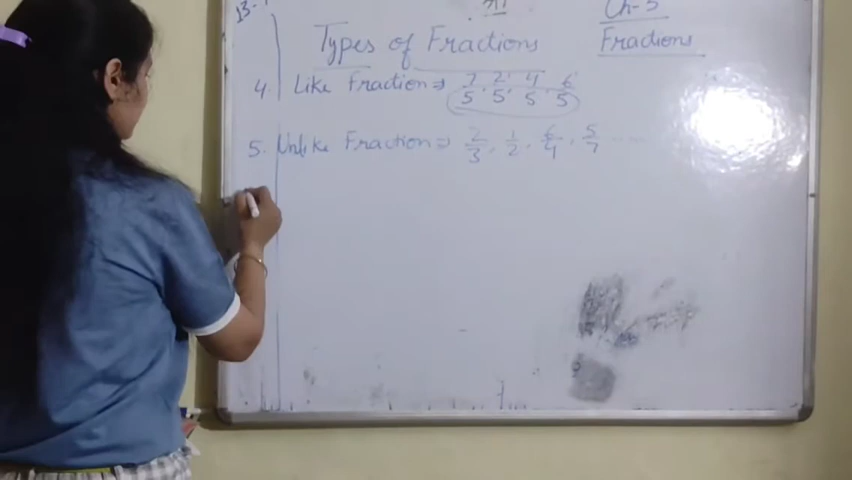 Ch-5
Types of Fractions
Fractions
4. Like Fraction ⇒ 7/5, 2/5, 4/5, 6/5
5. Unlike Fraction ⇒ 2/3, 1/2, 6/4, 5/7 ......